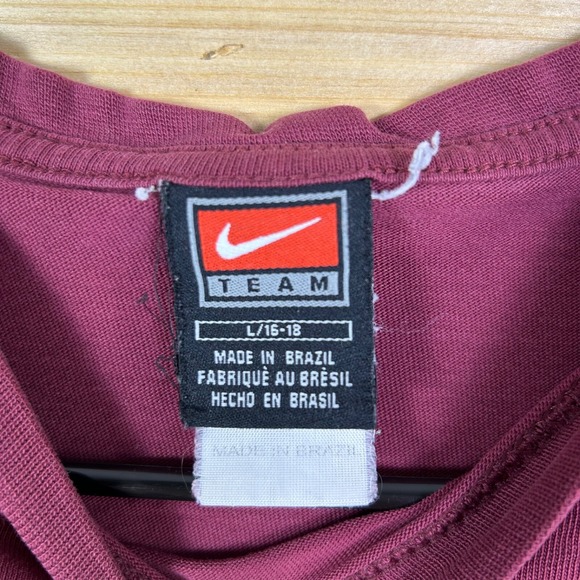 TEAM
L/16-18
MADE IN BRAZIL
FABRIQUÈ AU BRÈSIL
HECHO EN BRASIL
MADE IN BRAZIL